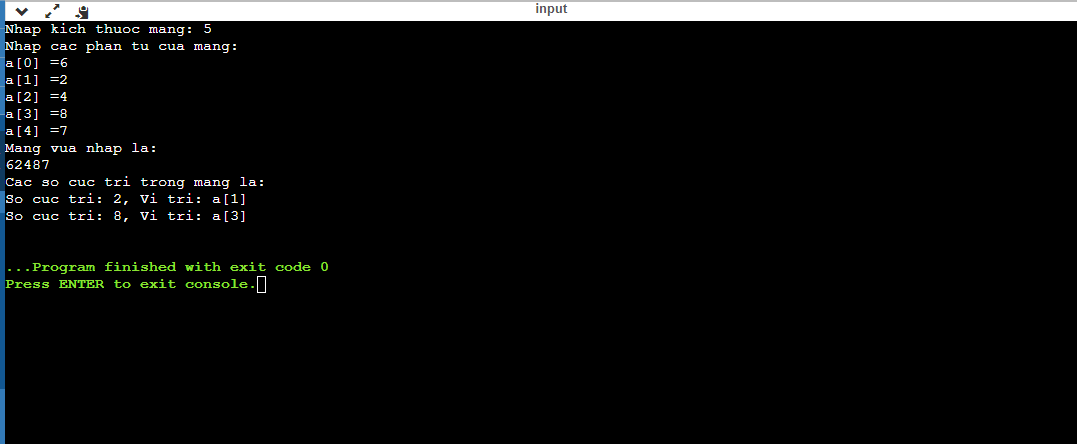 input
Nhap kich thuoc mang: 5
Nhap cac phan tu cua mang:
a[0] =6
a[1] =2
a[2] =4
a[3] =8
a[4] =7
Mang vua nhap la:
62487
Cac so cuc tri trong mang la:
So cuc tri: 2, Vi tri: a[1]
So cuc tri: 8, Vi tri: a[3]
...Program finished with exit code 0
Press ENTER to exit console.